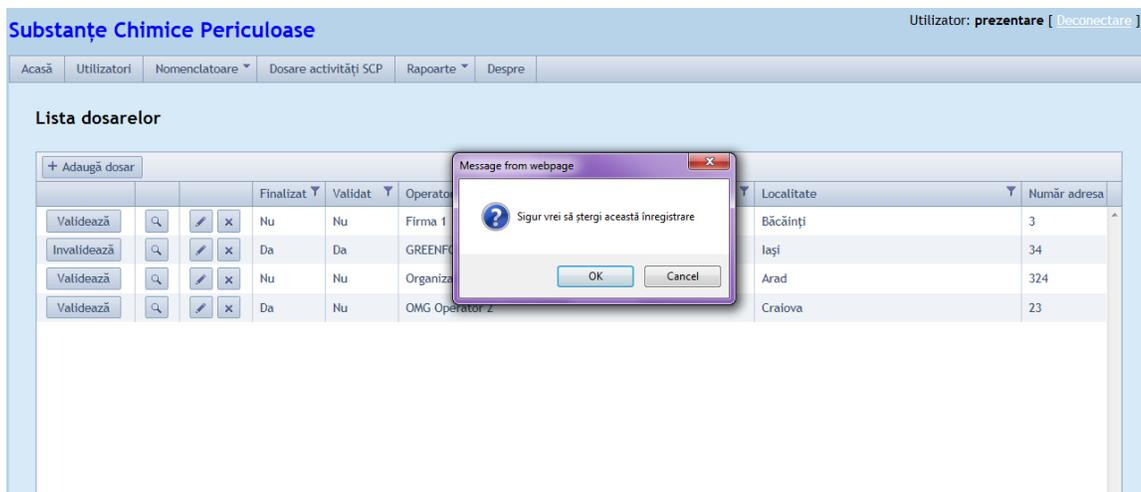 Substanțe Chimice Periculoase
Utilizator: prezentare [ Deconectare ]
Acasă Utilizatori Nomenclatoare Dosare activități SCP Rapoarte Despre
Lista dosarelor
+ Adaugă dosar
Message from webpage
Sigur vrei să ștergi această înregistrare
OK Cancel
Finalizat Validat Operator Localitate Număr adresa
Validează Nu Nu Firma 1 Băcăinți 3
Invalidează Da Da Iași 34
Validează Nu Nu Arad 324
Validează Da Nu OMG Operator 2 Craiova 23